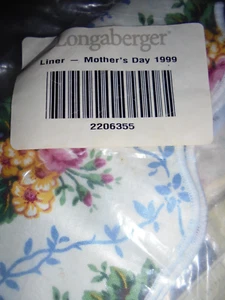 Longaberger®
Liner — Mother's Day 1999
2206355